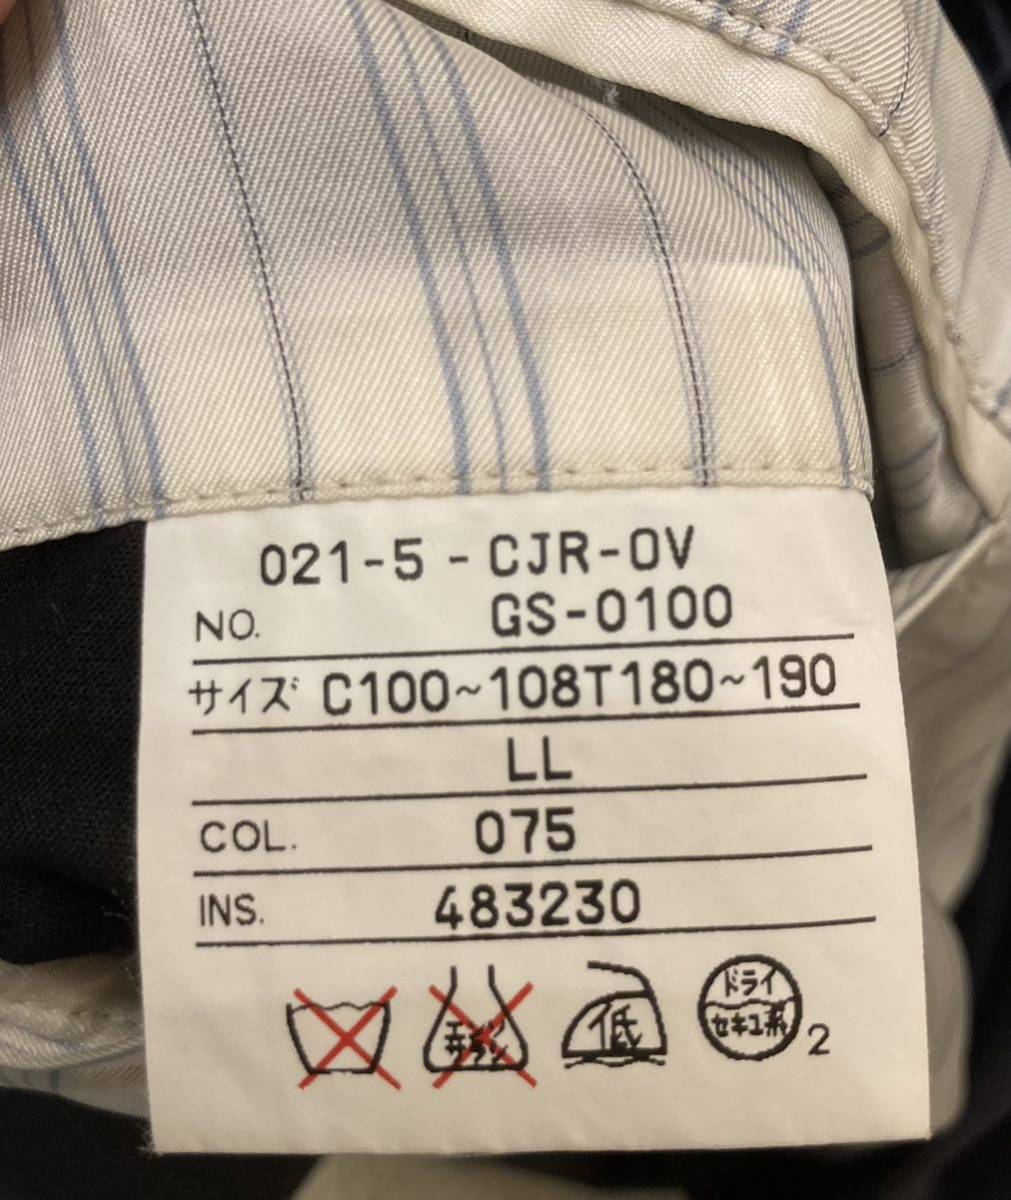 021-5-CJR-OV
NO. GS-0100
サイズ C100~108T180~190
LL
COL. 075
INS. 483230
エンソ
サラシ
低
ドライ
セキユ系
2